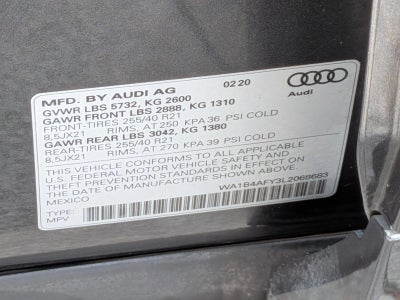 MFD. BY AUDI AG 02 20
GVWR LBS 5732, KG 2600
GAWR FRONT LBS 2888, KG 1310
FRONT-TIRES 255/40 R21
8,5JX21 RIMS, AT 250 KPA 36 PSI COLD
GAWR REAR LBS 3042, KG 1380
REAR-TIRES 255/40 R21
8,5JX21 RIMS, AT 270 KPA 39 PSI COLD
THIS VEHICLE CONFORMS TO ALL APPLICABLE
U.S. FEDERAL MOTOR VEHICLE SAFETY AND
THEFT PREVENTION STANDARDS IN EFFECT ON
THE DATE OF MANUFACTURE SHOWN ABOVE
MEXICO WA1B4AFY3L2068683
TYPE:
MPV
Audi